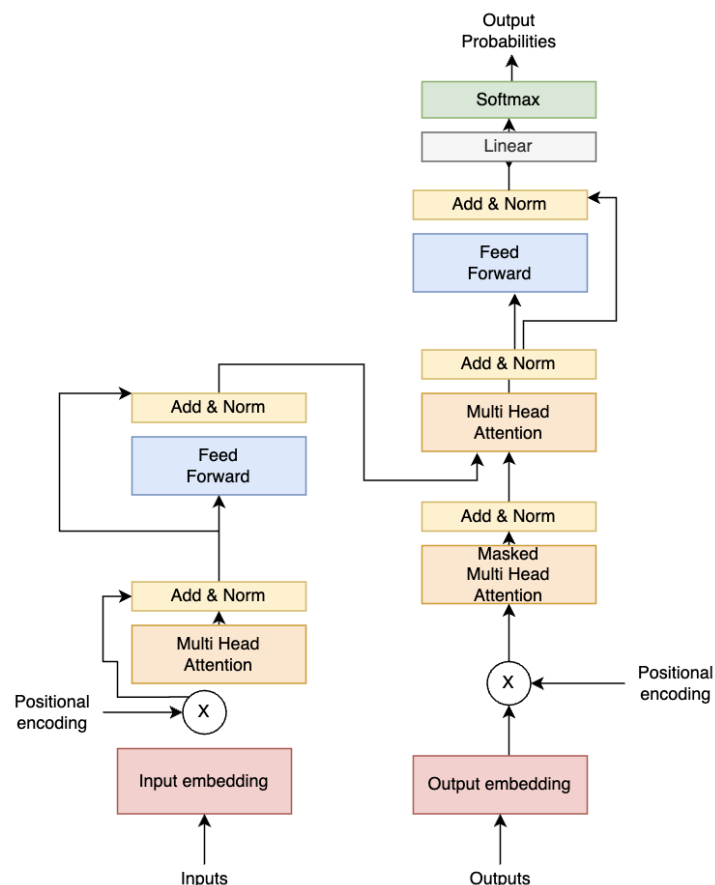 Output
Probabilities
Softmax
Linear
Add & Norm
Feed
Forward
Add & Norm
Multi Head
Attention
Add & Norm
Masked
Multi Head
Attention
Add & Norm
Feed
Forward
Add & Norm
Multi Head
Attention
Positional
encoding
X
X
Positional
encoding
Input embedding
Output embedding
Inputs
Outputs